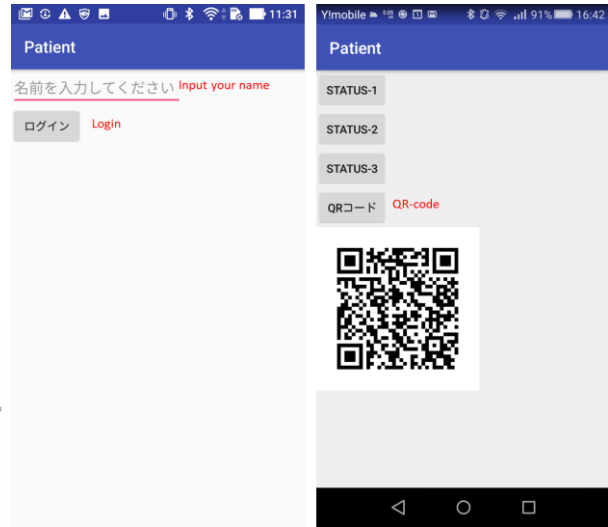 11:31
Patient
名前を入力してください Input your name
ログイン Login
Y!mobile 91% 16:42
Patient
STATUS-1
STATUS-2
STATUS-3
QRコード QR-code